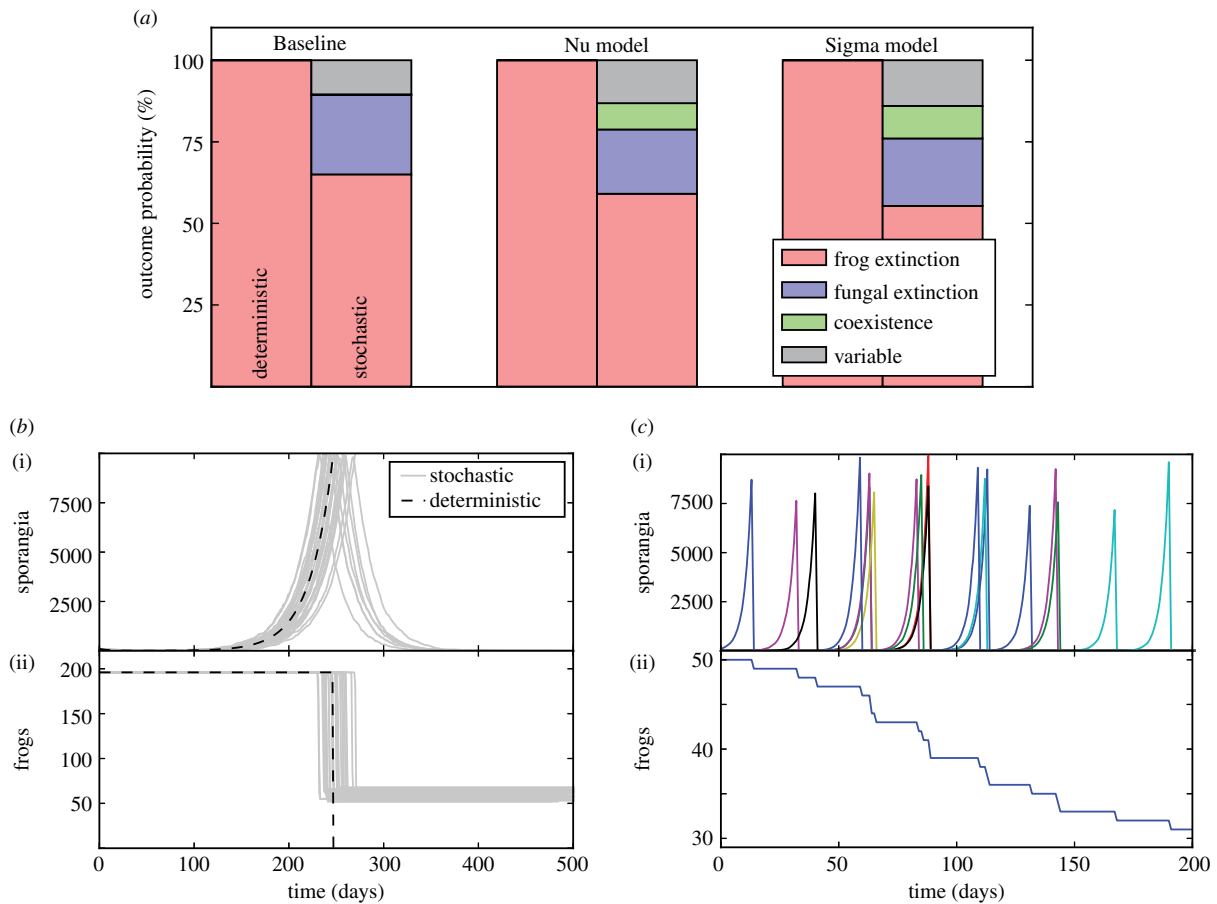 (a)
Baseline
Nu model
Sigma model
outcome probability (%)
100
75
50
25
deterministic
stochastic
frog extinction
fungal extinction
coexistence
variable
(b)
(i)
sporangia
7500
5000
2500
stochastic
deterministic
(ii)
frogs
200
150
100
50
0 100 200 300 400 500
time (days)
(c)
(i)
sporangia
7500
5000
2500
(ii)
frogs
50
40
30
0 50 100 150 200
time (days)